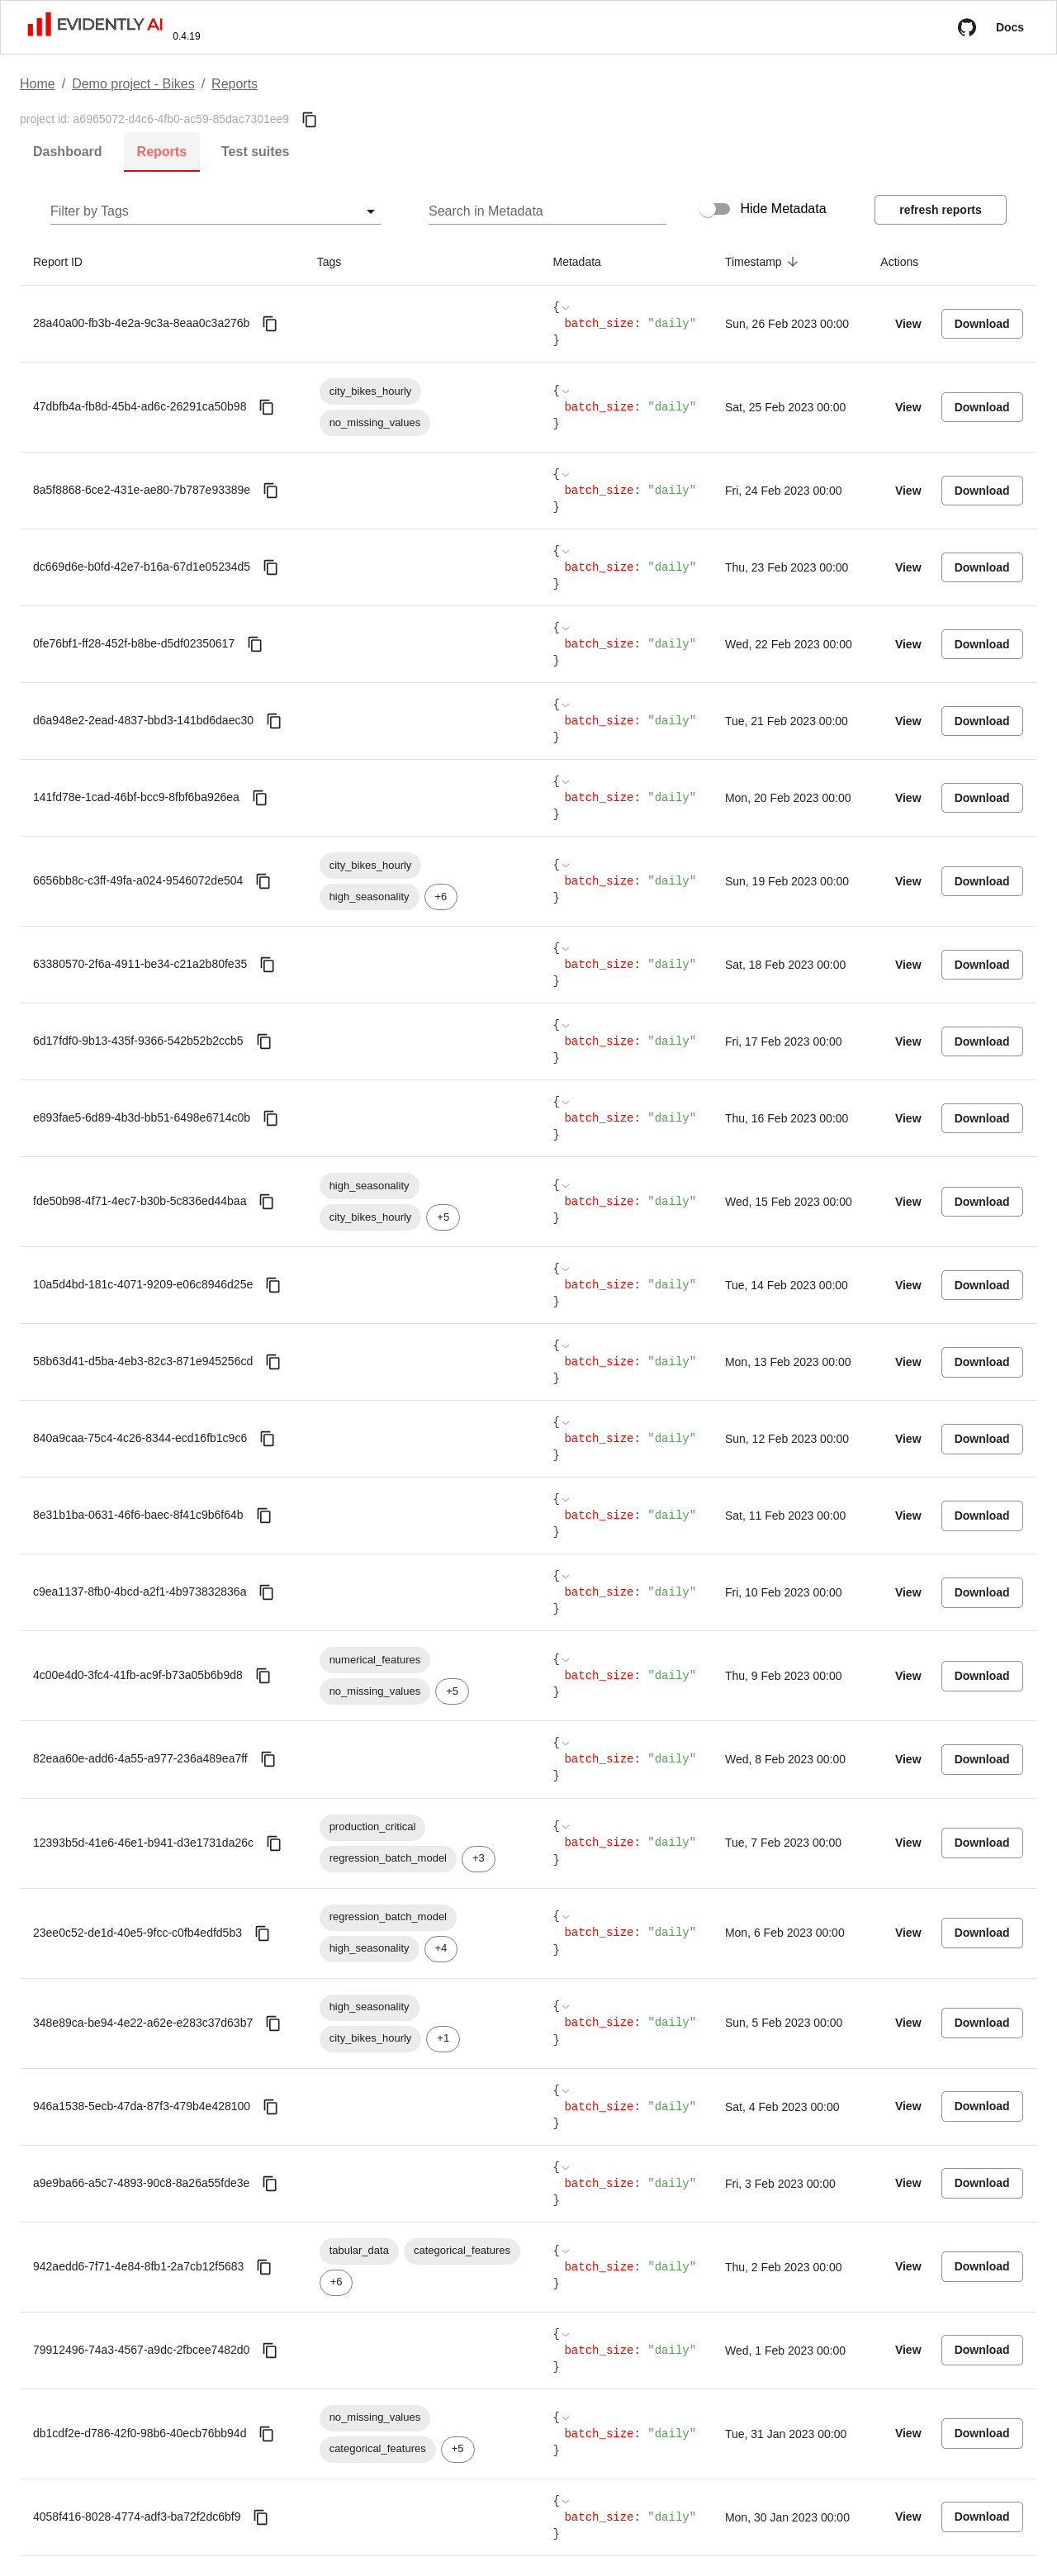 EVIDENTLY AI 0.4.19 Docs
Home / Demo project - Bikes / Reports
project id: a6965072-d4c6-4fb0-ac59-85dac7301ee9
Dashboard Reports Test suites
Filter by Tags Search in Metadata Hide Metadata refresh reports
Report ID Tags Metadata Timestamp Actions
{
28a40a00-fb3b-4e2a-9c3a-8eaa0c3a276b batch_size: "daily" Sun, 26 Feb 2023 00:00 View Download
}
city_bikes_hourly {
47dbfb4a-fb8d-45b4-ad6c-26291ca50b98 batch_size: "daily" Sat, 25 Feb 2023 00:00 View Download
no_missing_values }
{
8a5f8868-6ce2-431e-ae80-7b787e93389e batch_size: "daily" Fri, 24 Feb 2023 00:00 View Download
}
{
dc669d6e-b0fd-42e7-b16a-67d1e05234d5 batch_size: "daily" Thu, 23 Feb 2023 00:00 View Download
}
{
0fe76bf1-ff28-452f-b8be-d5df02350617 batch_size: "daily" Wed, 22 Feb 2023 00:00 View Download
}
{
d6a948e2-2ead-4837-bbd3-141bd6daec30 batch_size: "daily" Tue, 21 Feb 2023 00:00 View Download
}
{
141fd78e-1cad-46bf-bcc9-8fbf6ba926ea batch_size: "daily" Mon, 20 Feb 2023 00:00 View Download
}
city_bikes_hourly {
6656bb8c-c3ff-49fa-a024-9546072de504 batch_size: "daily" Sun, 19 Feb 2023 00:00 View Download
high_seasonality +6 }
{
63380570-2f6a-4911-be34-c21a2b80fe35 batch_size: "daily" Sat, 18 Feb 2023 00:00 View Download
}
{
6d17fdf0-9b13-435f-9366-542b52b2ccb5 batch_size: "daily" Fri, 17 Feb 2023 00:00 View Download
}
{
e893fae5-6d89-4b3d-bb51-6498e6714c0b batch_size: "daily" Thu, 16 Feb 2023 00:00 View Download
}
high_seasonality {
fde50b98-4f71-4ec7-b30b-5c836ed44baa batch_size: "daily" Wed, 15 Feb 2023 00:00 View Download
city_bikes_hourly +5 }
{
10a5d4bd-181c-4071-9209-e06c8946d25e batch_size: "daily" Tue, 14 Feb 2023 00:00 View Download
}
{
58b63d41-d5ba-4eb3-82c3-871e945256cd batch_size: "daily" Mon, 13 Feb 2023 00:00 View Download
}
{
840a9caa-75c4-4c26-8344-ecd16fb1c9c6 batch_size: "daily" Sun, 12 Feb 2023 00:00 View Download
}
{
8e31b1ba-0631-46f6-baec-8f41c9b6f64b batch_size: "daily" Sat, 11 Feb 2023 00:00 View Download
}
{
c9ea1137-8fb0-4bcd-a2f1-4b973832836a batch_size: "daily" Fri, 10 Feb 2023 00:00 View Download
}
numerical_features {
4c00e4d0-3fc4-41fb-ac9f-b73a05b6b9d8 batch_size: "daily" Thu, 9 Feb 2023 00:00 View Download
no_missing_values +5 }
{
82eaa60e-add6-4a55-a977-236a489ea7ff batch_size: "daily" Wed, 8 Feb 2023 00:00 View Download
}
production_critical {
12393b5d-41e6-46e1-b941-d3e1731da26c batch_size: "daily" Tue, 7 Feb 2023 00:00 View Download
regression_batch_model +3 }
regression_batch_model {
23ee0c52-de1d-40e5-9fcc-c0fb4edfd5b3 batch_size: "daily" Mon, 6 Feb 2023 00:00 View Download
high_seasonality +4 }
high_seasonality {
348e89ca-be94-4e22-a62e-e283c37d63b7 batch_size: "daily" Sun, 5 Feb 2023 00:00 View Download
city_bikes_hourly +1 }
{
946a1538-5ecb-47da-87f3-479b4e428100 batch_size: "daily" Sat, 4 Feb 2023 00:00 View Download
}
{
a9e9ba66-a5c7-4893-90c8-8a26a55fde3e batch_size: "daily" Fri, 3 Feb 2023 00:00 View Download
}
tabular_data categorical_features {
942aedd6-7f71-4e84-8fb1-2a7cb12f5683 batch_size: "daily" Thu, 2 Feb 2023 00:00 View Download
+6 }
{
79912496-74a3-4567-a9dc-2fbcee7482d0 batch_size: "daily" Wed, 1 Feb 2023 00:00 View Download
}
no_missing_values {
db1cdf2e-d786-42f0-98b6-40ecb76bb94d batch_size: "daily" Tue, 31 Jan 2023 00:00 View Download
categorical_features +5 }
{
4058f416-8028-4774-adf3-ba72f2dc6bf9 batch_size: "daily" Mon, 30 Jan 2023 00:00 View Download
}